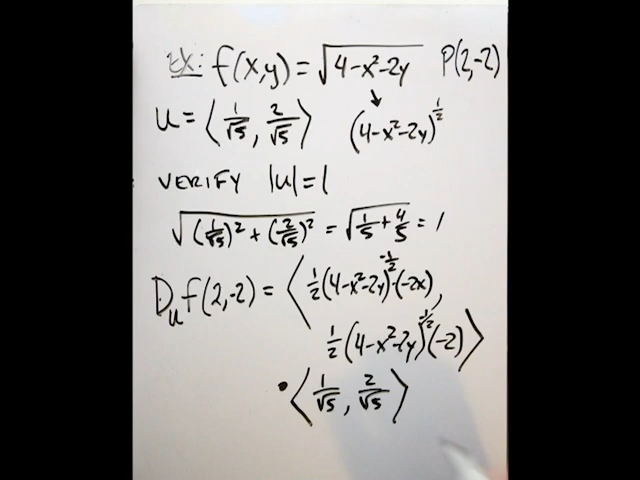 EX: f(x,y) = √(4-x²-2y) P(2,-2)
u = ⟨1/√5, 2/√5⟩ (4-x²-2y)^(1/2)
VERIFY |u| = 1
√((1/√5)² + (2/√5)²) = √(1/5 + 4/5) = 1
D_u f(2,-2) = ⟨1/2(4-x²-2y)^(-1/2)·(-2x),
1/2(4-x²-2y)^(-1/2)(-2)⟩
•⟨1/√5, 2/√5⟩